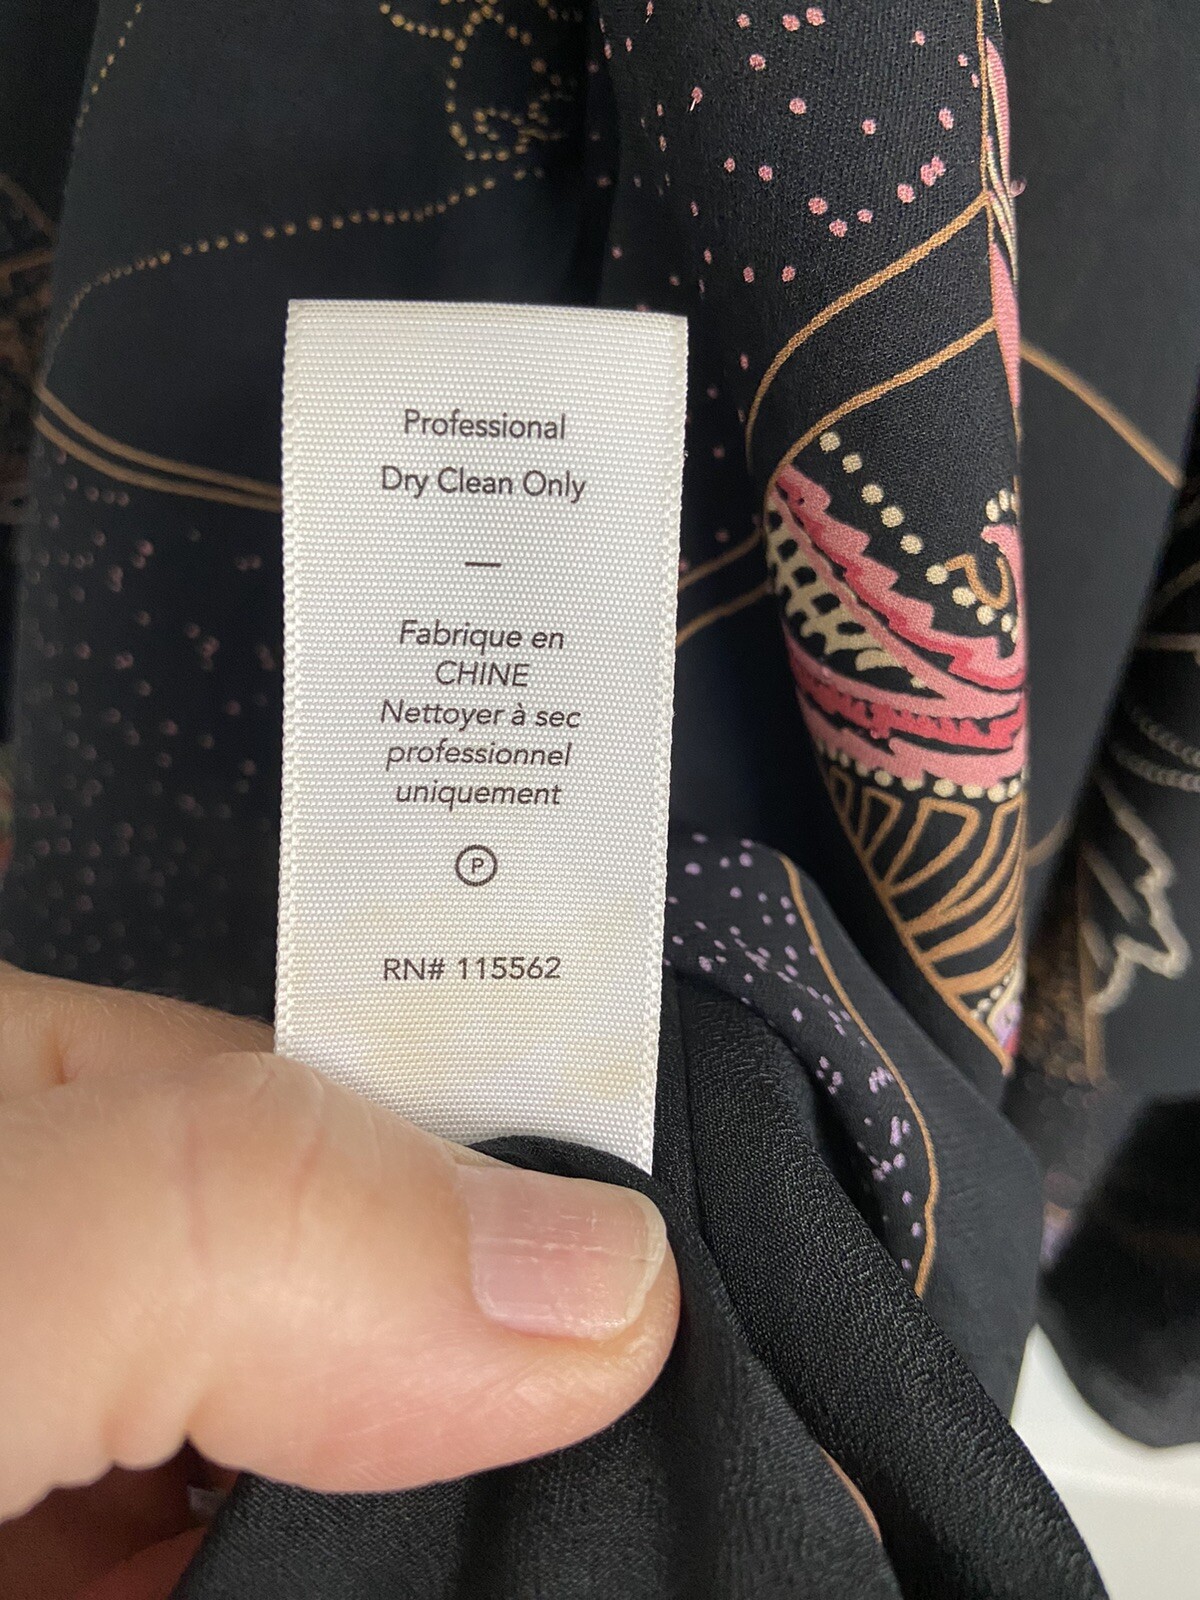 Professional
Dry Clean Only
—
Fabrique en
CHINE
Nettoyer à sec
professionnel
uniquement
P
RN# 115562